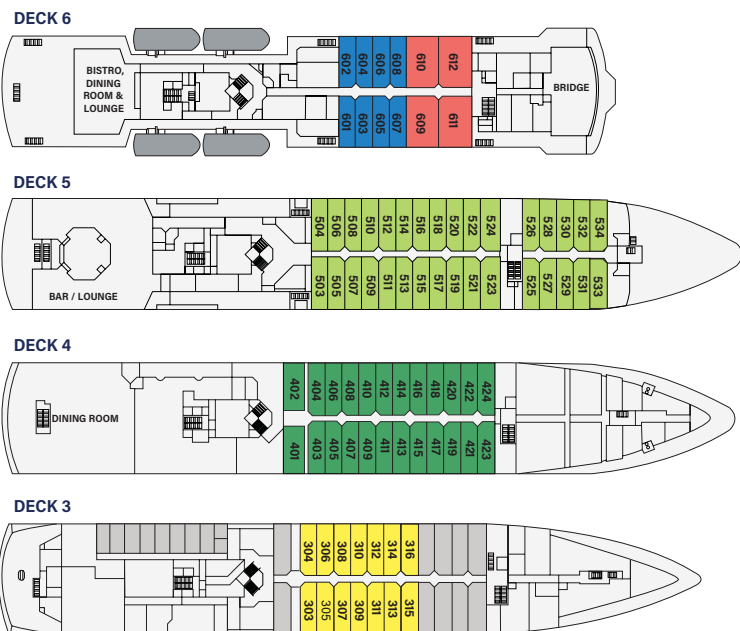 DECK 6
BISTRO,
DINING
ROOM &
LOUNGE
602 604 606 608 610 612
601 603 605 607 609 611
BRIDGE
DECK 5
BAR / LOUNGE
504 506 508 510 512 514 516 518 520 522 524 526 528 530 532 534
503 505 507 509 511 513 515 517 519 521 523 525 527 529 531 533
DECK 4
DINING ROOM
402 404 406 408 410 412 414 416 418 420 422 424
401 403 405 407 409 411 413 415 417 419 421 423
DECK 3
304 306 308 310 312 314 316
303 305 307 309 311 313 315